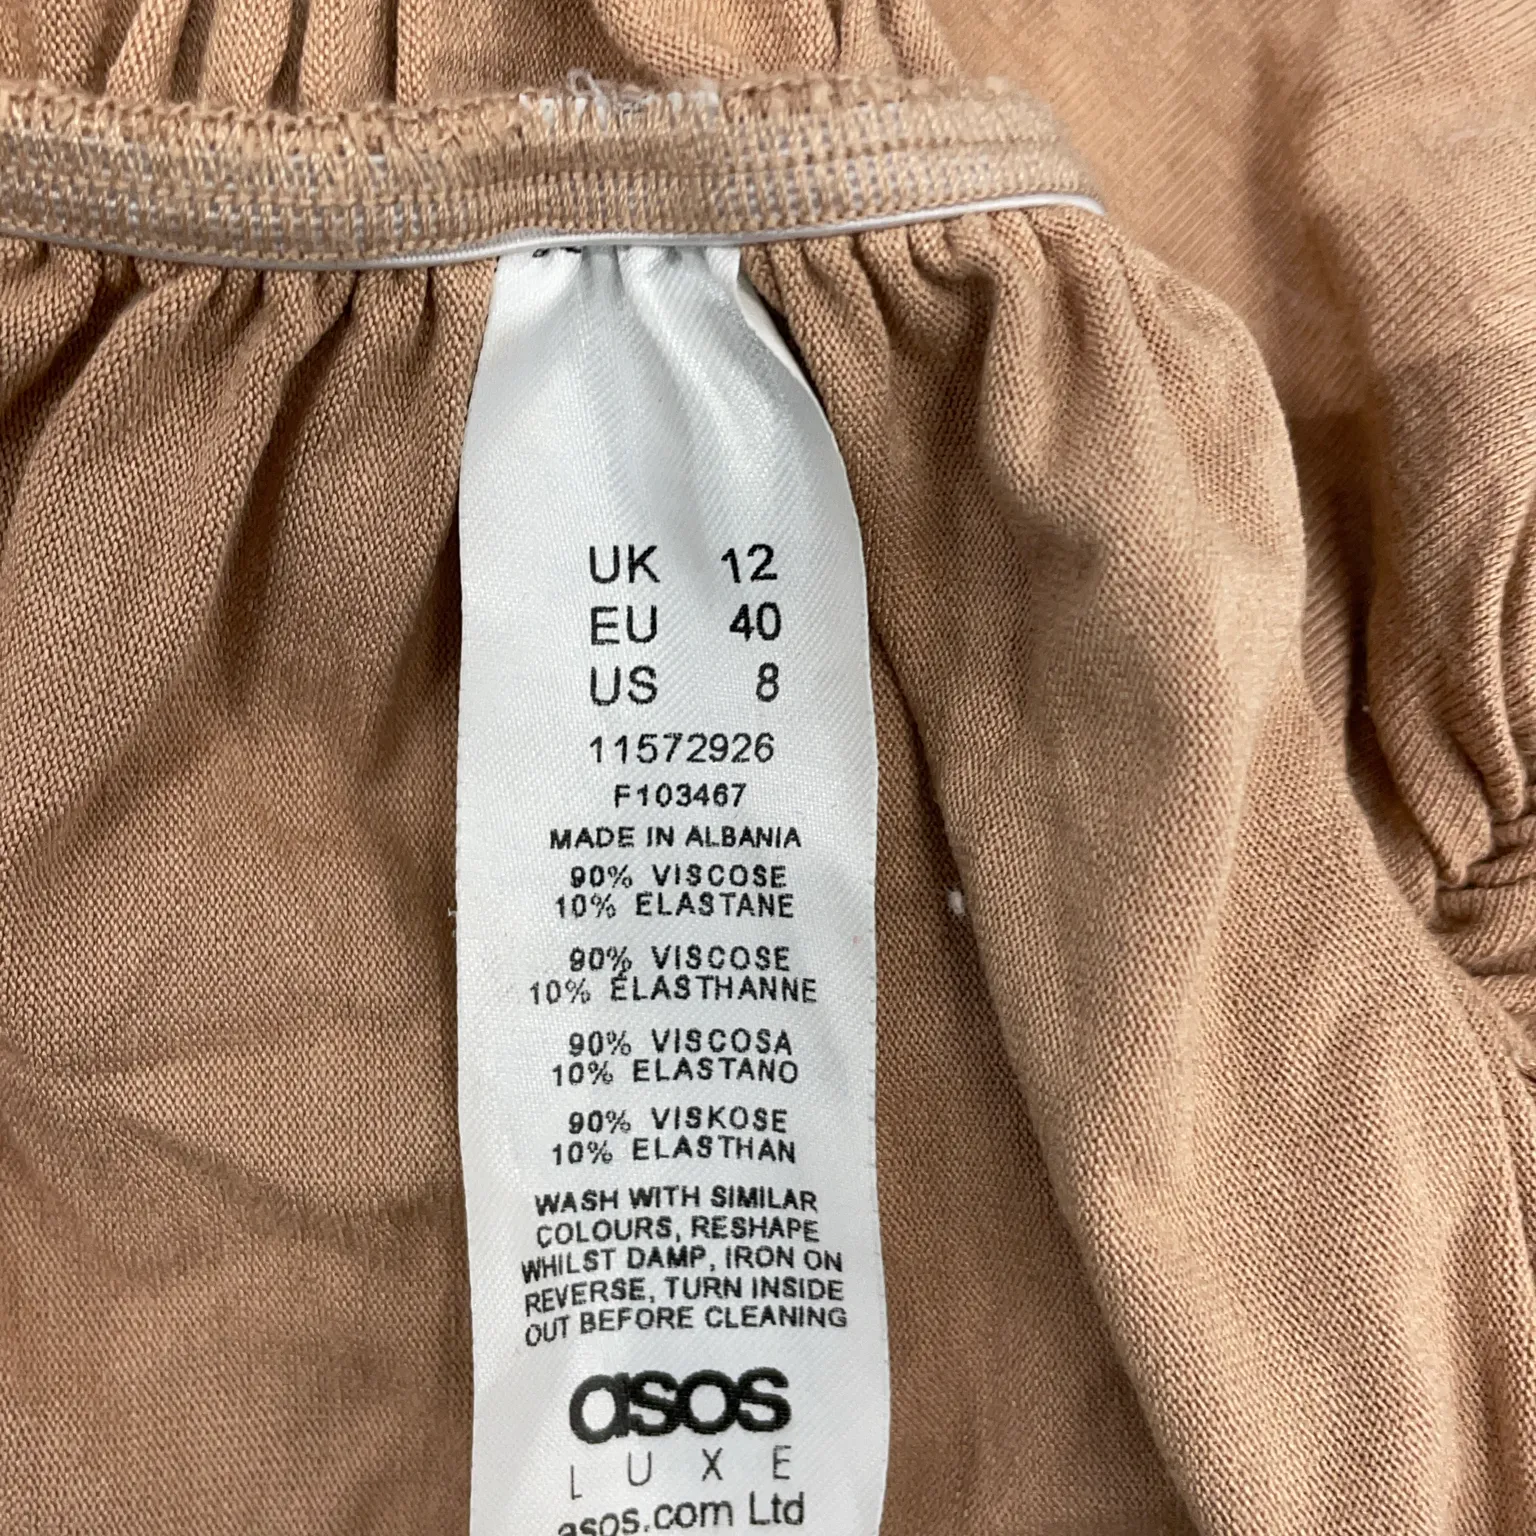 UK 12
EU 40
US 8
11572926
F103467
MADE IN ALBANIA
90% VISCOSE
10% ELASTANE
90% VISCOSE
10% ÉLASTHANNE
90% VISCOSA
10% ELASTANO
90% VISKOSE
10% ELASTHAN
WASH WITH SIMILAR
COLOURS, RESHAPE
WHILST DAMP, IRON ON
REVERSE, TURN INSIDE
OUT BEFORE CLEANING
asos
LUXE
asos.com Ltd